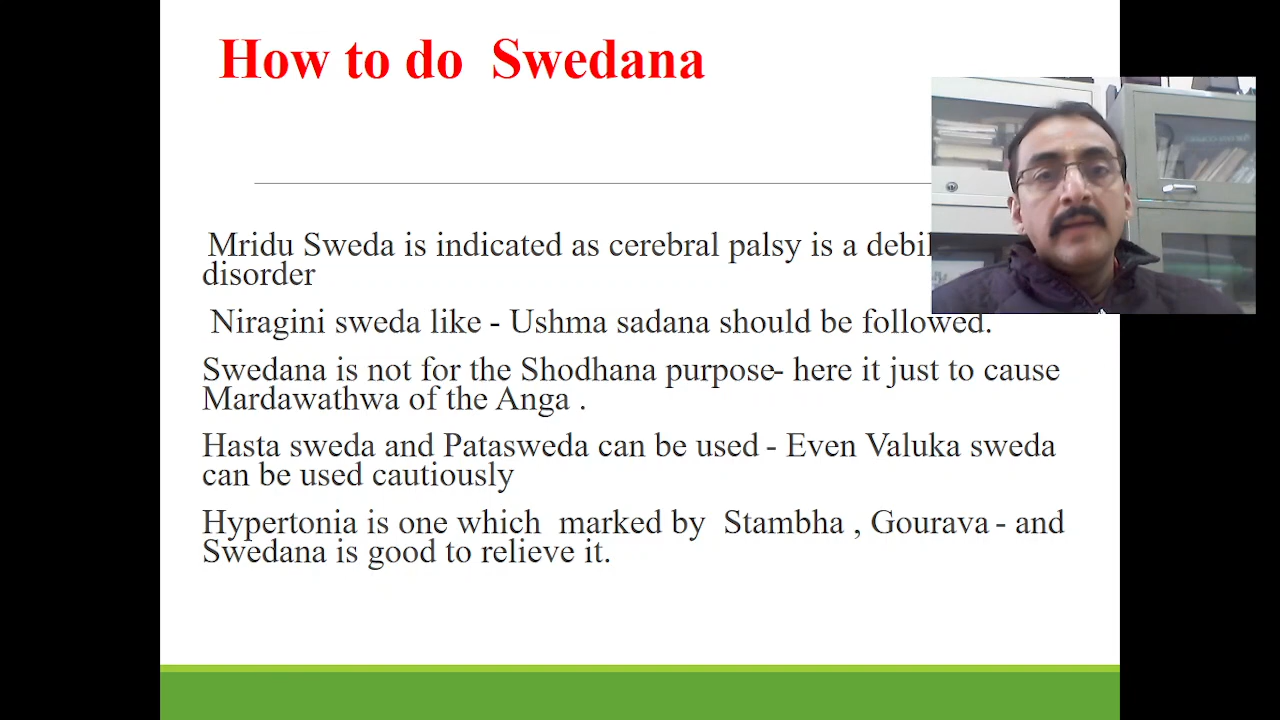 How to do Swedana
Mridu Sweda is indicated as cerebral palsy is a
disorder
Niragini sweda like - Ushma sadana should be followed.
Swedana is not for the Shodhana purpose- here it just to cause
Mardawathwa of the Anga .
Hasta sweda and Patasweda can be used - Even Valuka sweda
can be used cautiously
Hypertonia is one which marked by Stambha , Gourava - and
Swedana is good to relieve it.